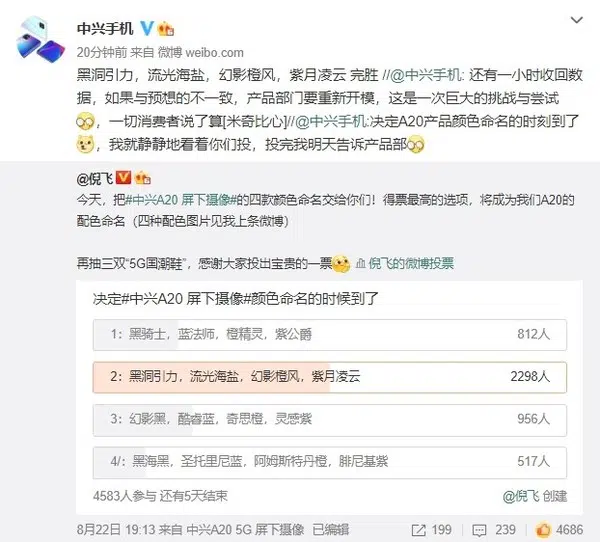 中兴手机
20分钟前 来自 微博 weibo.com
黑洞引力，流光海盐，幻影橙风，紫月凌云 完胜 //@中兴手机: 还有一小时收回数
据，如果与预想的不一致，产品部门要重新开模，这是一次巨大的挑战与尝试
，一切消费者说了算[米奇比心]//@中兴手机:决定A20产品颜色命名的时刻到了
，我就静静地看着你们投，投完我明天告诉产品部
@倪飞
今天，把#中兴A20 屏下摄像#的四款颜色命名交给你们！得票最高的选项，将成为我们A20的
配色命名（四种配色图片见我上条微博）
再抽三双“5G国潮鞋”，感谢大家投出宝贵的一票 倪飞的微博投票
决定#中兴A20 屏下摄像#颜色命名的时候到了
1：黑骑士，蓝法师，橙精灵，紫公爵 812人
2：黑洞引力，流光海盐，幻影橙风，紫月凌云 2298人
3：幻影黑，酷睿蓝，奇思橙，灵感紫 956人
4/：黑海黑，圣托里尼蓝，阿姆斯特丹橙，腓尼基紫 517人
4583人参与 还有5天结束 @倪飞 创建
8月22日 19:13 来自 中兴A20 5G 屏下摄像 已编辑 199 239 4686